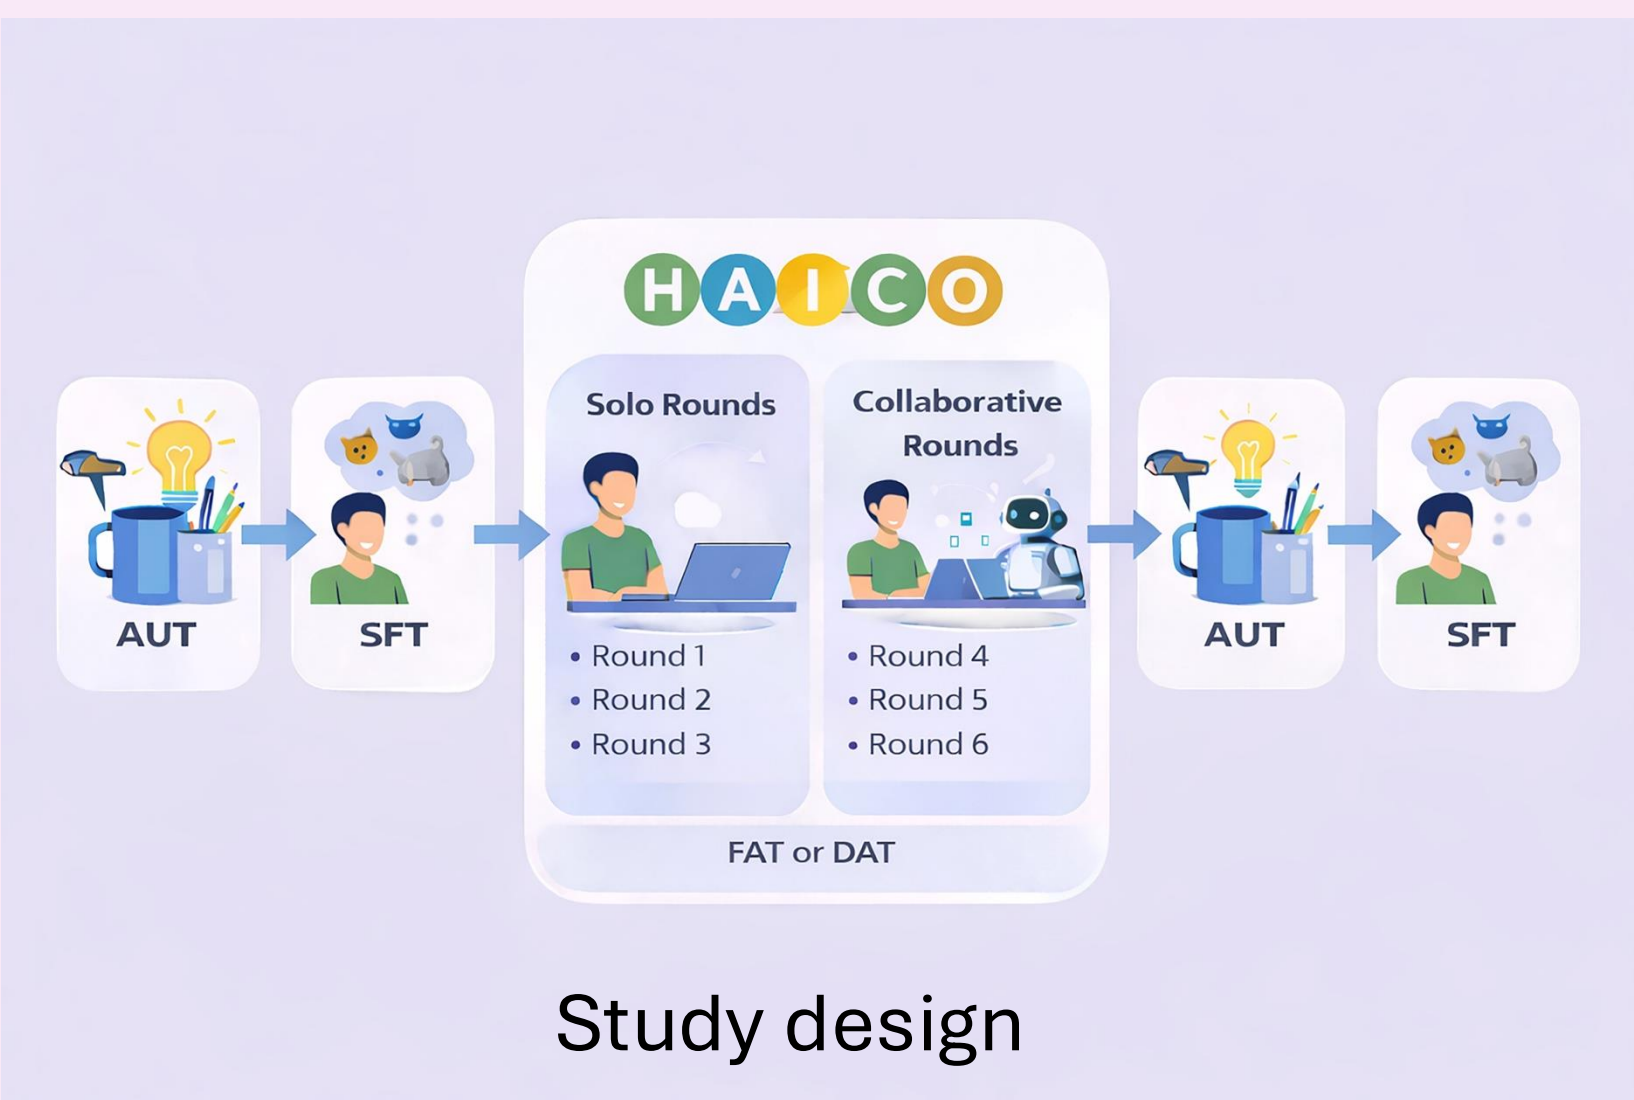 HAICO
Solo Rounds
Collaborative
Rounds
AUT
SFT
• Round 1
• Round 2
• Round 3
• Round 4
• Round 5
• Round 6
AUT
SFT
FAT or DAT
Study design